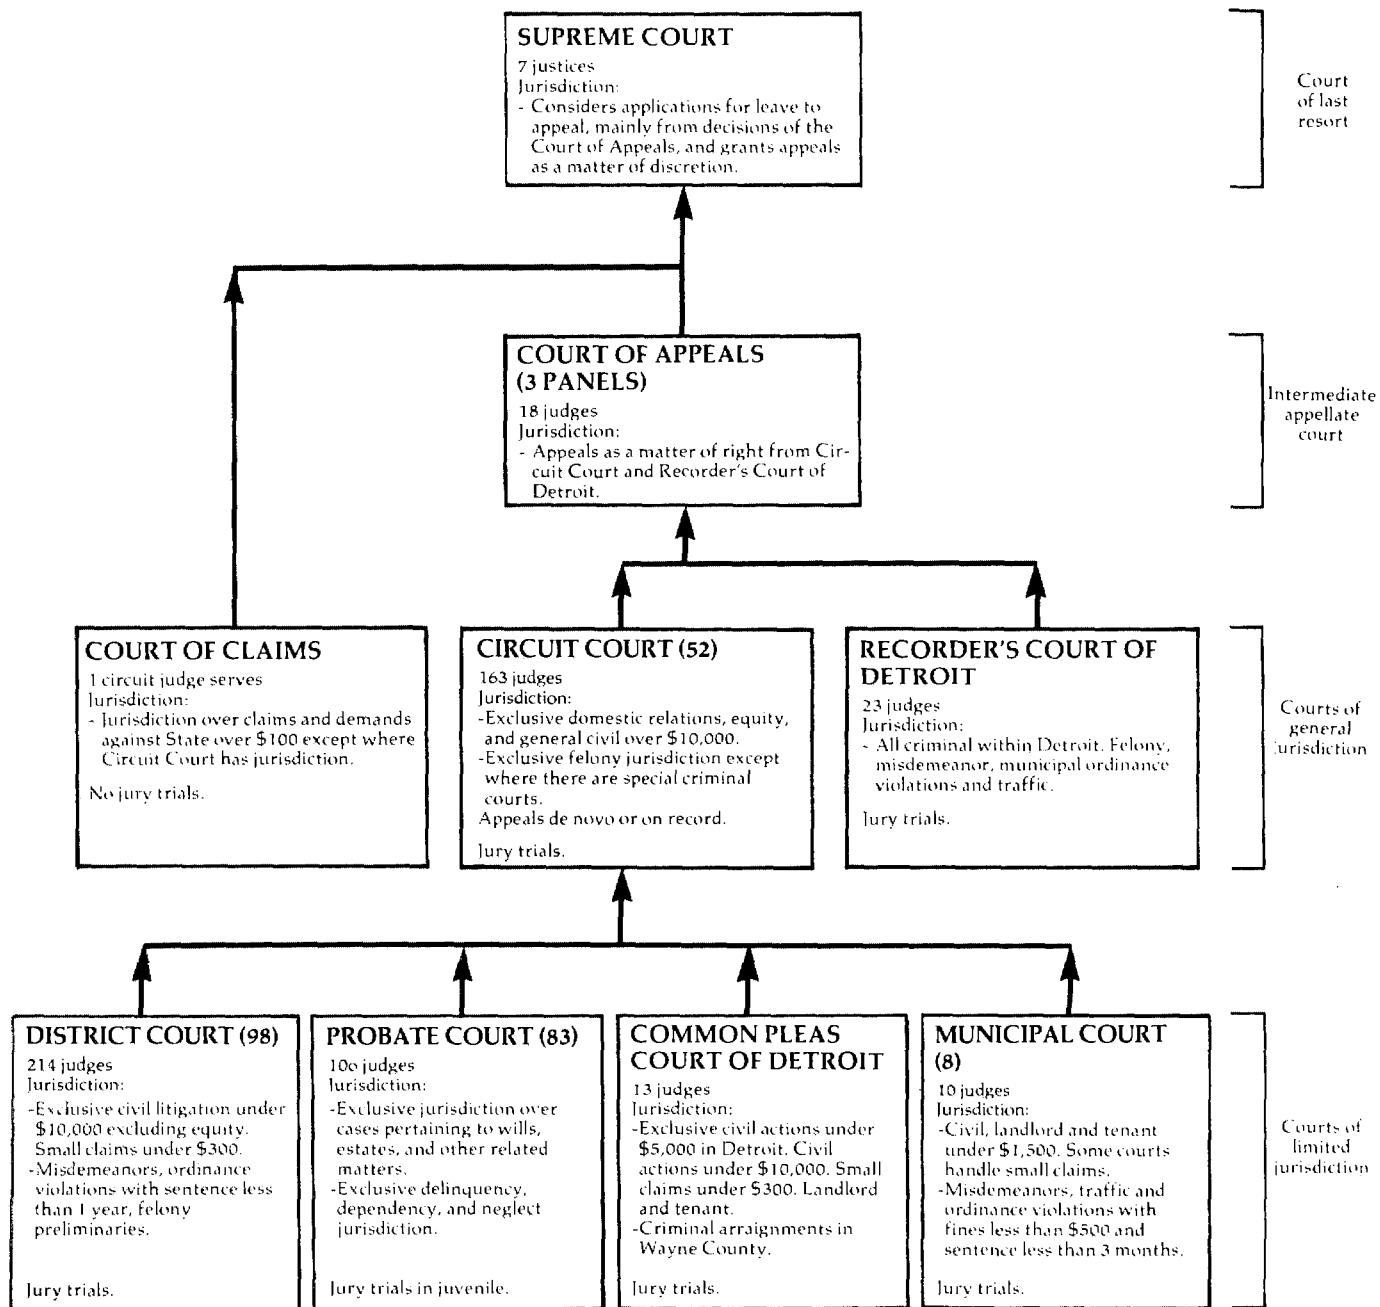 SUPREME COURT
7 justices
Jurisdiction:
- Considers applications for leave to
appeal, mainly from decisions of the
Court of Appeals, and grants appeals
as a matter of discretion.
Court
of last
resort
COURT OF APPEALS
(3 PANELS)
18 judges
Jurisdiction:
- Appeals as a matter of right from Cir-
cuit Court and Recorder's Court of
Detroit.
Intermediate
appellate
court
COURT OF CLAIMS
1 circuit judge serves
Jurisdiction:
- Jurisdiction over claims and demands
against State over $100 except where
Circuit Court has jurisdiction.
No jury trials.
CIRCUIT COURT (52)
163 judges
Jurisdiction:
-Exclusive domestic relations, equity,
and general civil over $10,000.
-Exclusive felony jurisdiction except
where there are special criminal
courts.
Appeals de novo or on record.
Jury trials.
RECORDER'S COURT OF
DETROIT
23 judges
Jurisdiction:
- All criminal within Detroit. Felony,
misdemeanor, municipal ordinance
violations and traffic.
Jury trials.
Courts of
general
jurisdiction
DISTRICT COURT (98)
214 judges
Jurisdiction:
-Exclusive civil litigation under
$10,000 excluding equity.
Small claims under $300.
-Misdemeanors, ordinance
violations with sentence less
than 1 year, felony
preliminaries.
Jury trials.
PROBATE COURT (83)
judges
Jurisdiction:
-Exclusive jurisdiction over
cases pertaining to wills,
estates, and other related
matters.
-Exclusive delinquency,
dependency, and neglect
jurisdiction.
Jury trials in juvenile.
COMMON PLEAS
COURT OF DETROIT
13 judges
Jurisdiction:
-Exclusive civil actions under
$5,000 in Detroit. Civil
actions under $10,000. Small
claims under $300. Landlord
and tenant.
-Criminal arraignments in
Wayne County.
Jury trials.
MUNICIPAL COURT
(8)
10 judges
Jurisdiction:
-Civil, landlord and tenant
under $1,500. Some courts
handle small claims.
-Misdemeanors, traffic and
ordinance violations with
fines less than $500 and
sentence less than 3 months.
Jury trials.
Courts of
limited
jurisdiction